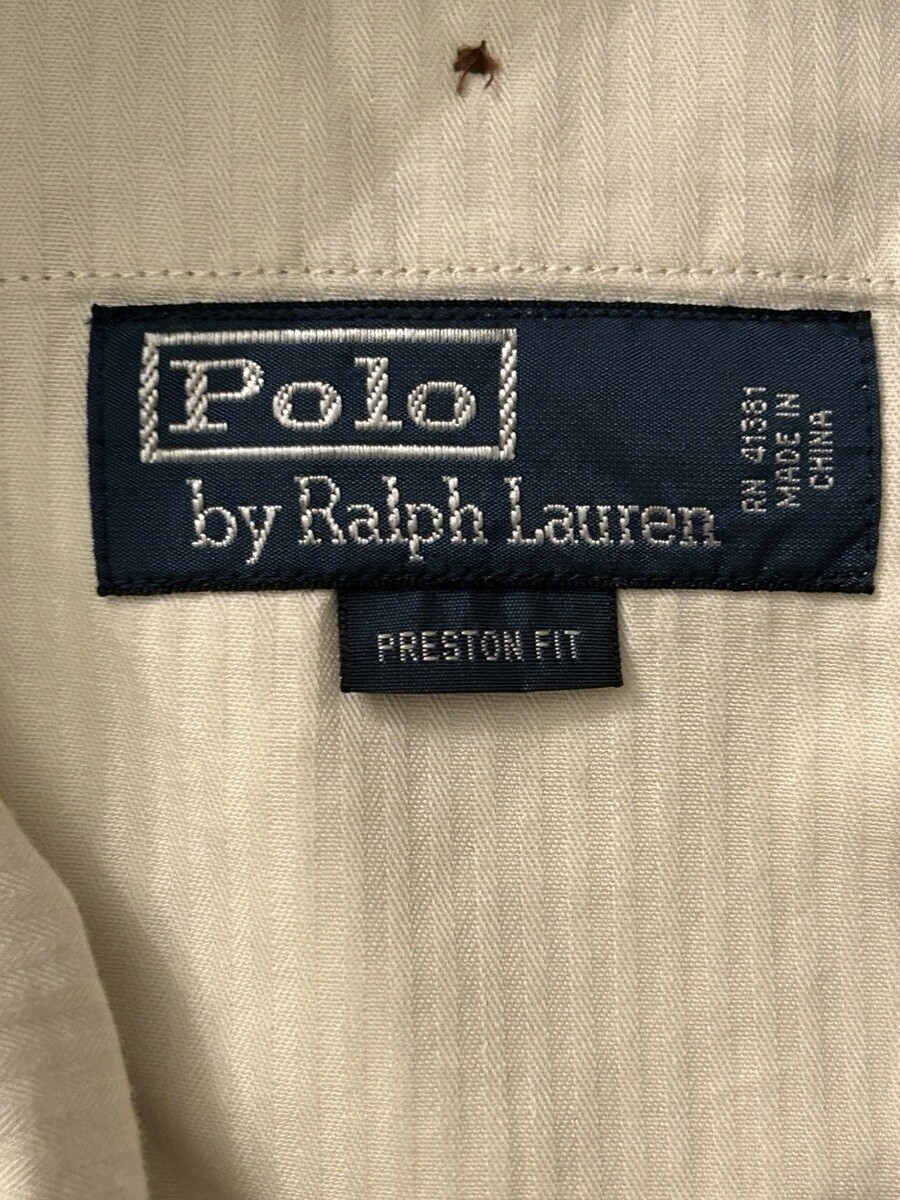 Polo
by Ralph Lauren
RN 41381
MADE IN
CHINA
PRESTON FIT